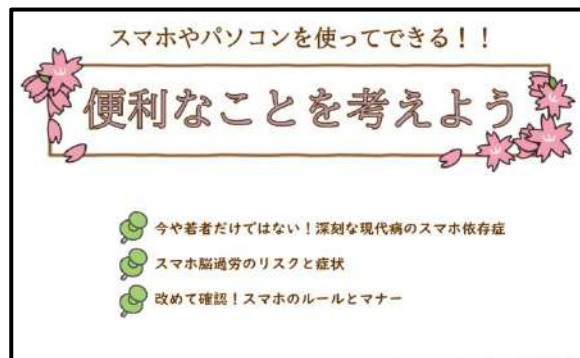 スマホやパソコンを使ってできる！！
便利なことを考えよう
今や若者だけではない！深刻な現代病のスマホ依存症
スマホ脳過労のリスクと症状
改めて確認！スマホのルールとマナー